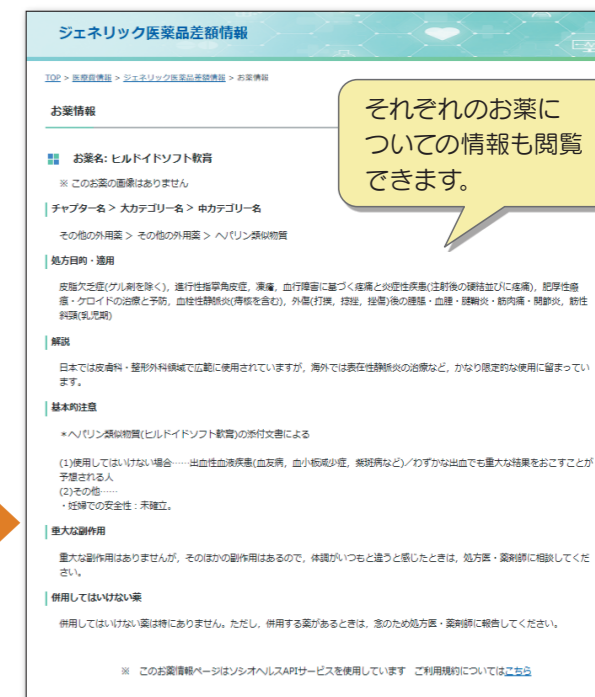 ジェネリック医薬品差額情報
TOP > 医療費情報 > ジェネリック医薬品差額情報 > お薬情報
お薬情報
それぞれのお薬に
ついての情報も閲覧
できます。
お薬名: ヒルドイドソフト軟膏
※ このお薬の画像はありません
チャプター名 > 大カテゴリー名 > 中カテゴリー名
その他の外用薬 > その他の外用薬 > ヘパリン類似物質
処方目的・適用
皮脂欠乏症(ゲル剤を除く)，進行性指掌角皮症，凍瘡，血行障害に基づく疼痛と炎症性疾患(注射後の硬結並びに疼痛)，肥厚性瘢
痕・ケロイドの治療と予防，血栓性静脈炎(痔核を含む)，外傷(打撲，捻挫，挫傷)後の腫脹・血腫・腱鞘炎・筋肉痛・関節炎，筋性
斜頸(乳児期)
解説
日本では皮膚科・整形外科領域で広範に使用されていますが，海外では表在性静脈炎の治療など，かなり限定的な使用に留まってい
ます。
基本的注意
＊ヘパリン類似物質(ヒルドイドソフト軟膏)の添付文書による
(1)使用してはいけない場合……出血性血液疾患(血友病，血小板減少症，紫斑病など)／わずかな出血でも重大な結果をおこすことが
予想される人
(2)その他……
・妊婦での安全性：未確立。
重大な副作用
重大な副作用はありませんが，そのほかの副作用はあるので，体調がいつもと違うと感じたときは，処方医・薬剤師に相談してくだ
さい。
併用してはいけない薬
併用してはいけない薬は特にありません。ただし，併用する薬があるときは，念のため処方医・薬剤師に報告してください。
※ このお薬情報ページはソシオヘルスAPIサービスを使用しています ご利用規約についてはこちら